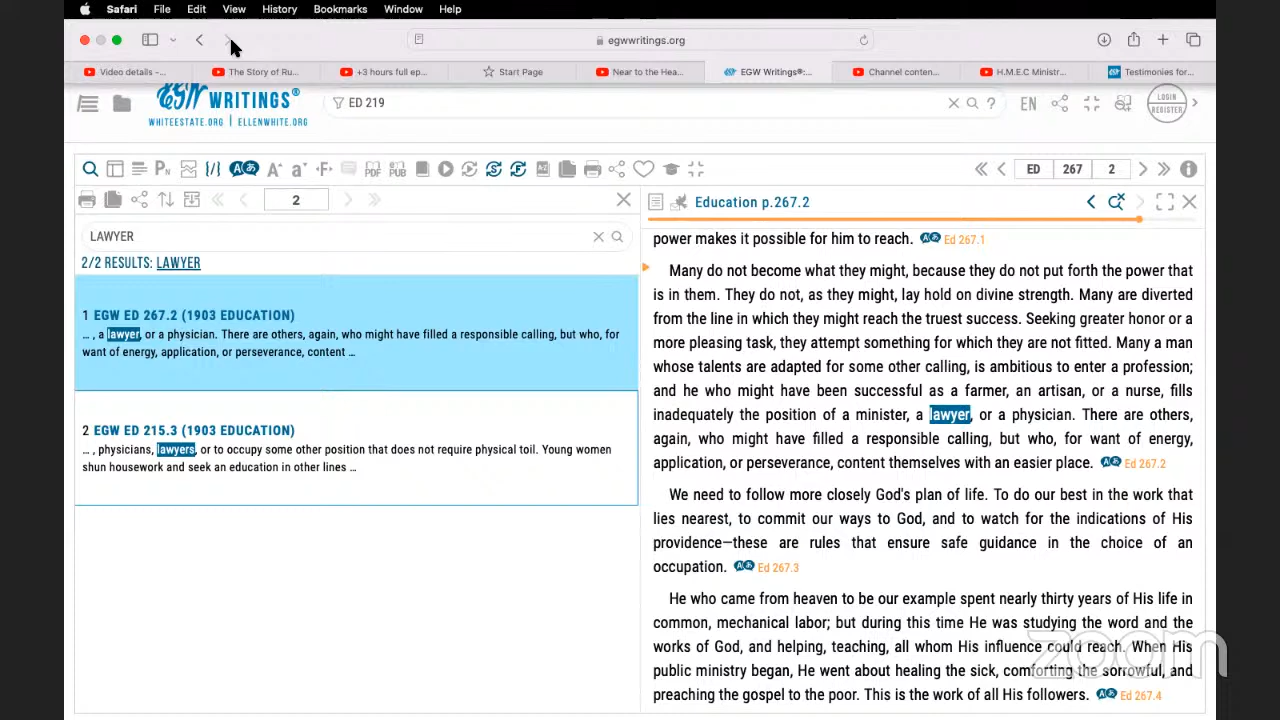 Safari File Edit View History Bookmarks Window Help
egwwritings.org
Video details -... The Story of Ru... +3 hours full ep... Start Page Near to the Hea... EGW Writings®:... Channel conten... H.M.E.C Ministr... Testimonies for...
EGW WRITINGS®
WHITEESTATE.ORG | ELLENWHITE.ORG
ED 219
EN
LOGIN
REGISTER
ED 267 2
2
Education p.267.2
LAWYER
2/2 RESULTS: LAWYER
1 EGW ED 267.2 (1903 EDUCATION)
... , a lawyer, or a physician. There are others, again, who might have filled a responsible calling, but who, for
want of energy, application, or perseverance, content ...
2 EGW ED 215.3 (1903 EDUCATION)
... , physicians, lawyers, or to occupy some other position that does not require physical toil. Young women
shun housework and seek an education in other lines ...
power makes it possible for him to reach. Ed 267.1
Many do not become what they might, because they do not put forth the power that
is in them. They do not, as they might, lay hold on divine strength. Many are diverted
from the line in which they might reach the truest success. Seeking greater honor or a
more pleasing task, they attempt something for which they are not fitted. Many a man
whose talents are adapted for some other calling, is ambitious to enter a profession;
and he who might have been successful as a farmer, an artisan, or a nurse, fills
inadequately the position of a minister, a lawyer, or a physician. There are others,
again, who might have filled a responsible calling, but who, for want of energy,
application, or perseverance, content themselves with an easier place. Ed 267.2
We need to follow more closely God's plan of life. To do our best in the work that
lies nearest, to commit our ways to God, and to watch for the indications of His
providence—these are rules that ensure safe guidance in the choice of an
occupation. Ed 267.3
He who came from heaven to be our example spent nearly thirty years of His life in
common, mechanical labor; but during this time He was studying the word and the
works of God, and helping, teaching, all whom His influence could reach. When His
public ministry began, He went about healing the sick, comforting the sorrowful, and
preaching the gospel to the poor. This is the work of all His followers. Ed 267.4
zoom